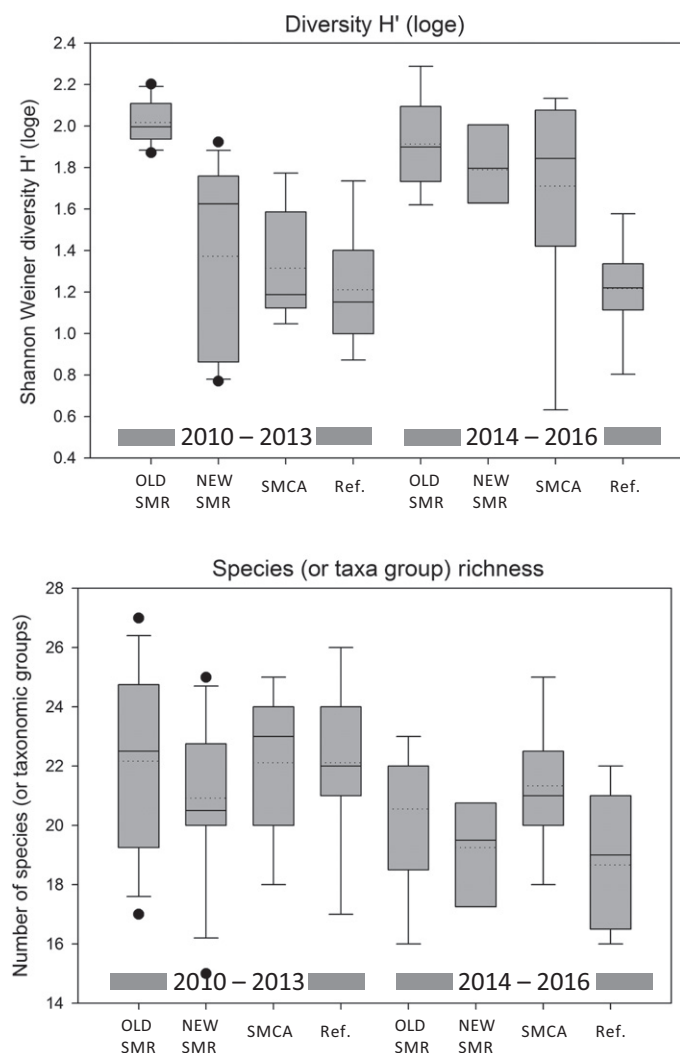 Diversity H' (loge)
Shannon Weiner diversity H' (loge)
2.4
2.2
2.0
1.8
1.6
1.4
1.2
1.0
0.8
0.6
0.4
2010 – 2013
2014 – 2016
OLD SMR
NEW SMR
SMCA
Ref.
OLD SMR
NEW SMR
SMCA
Ref.
Species (or taxa group) richness
Number of species (or taxonomic groups)
28
26
24
22
20
18
16
14
2010 – 2013
2014 – 2016
OLD SMR
NEW SMR
SMCA
Ref.
OLD SMR
NEW SMR
SMCA
Ref.